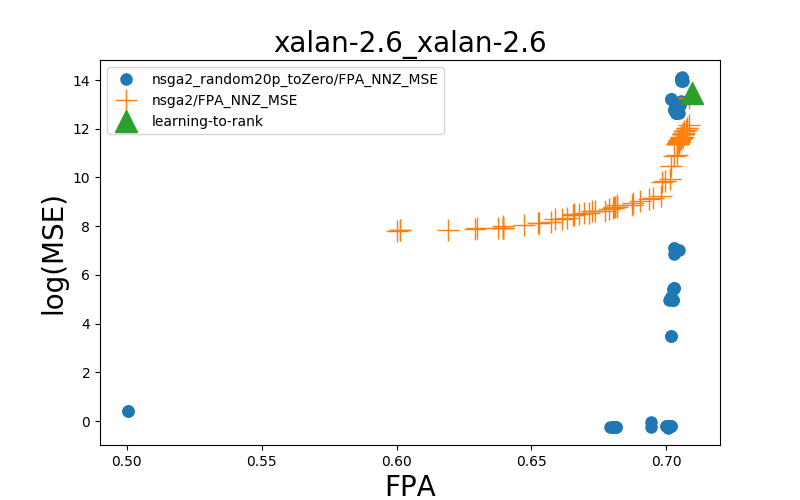 xalan-2.6_xalan-2.6
nsga2_random20p_toZero/FPA_NNZ_MSE
nsga2/FPA_NNZ_MSE
learning-to-rank
log(MSE)
14
12
10
8
6
4
2
0
0.50 0.55 0.60 0.65 0.70
FPA